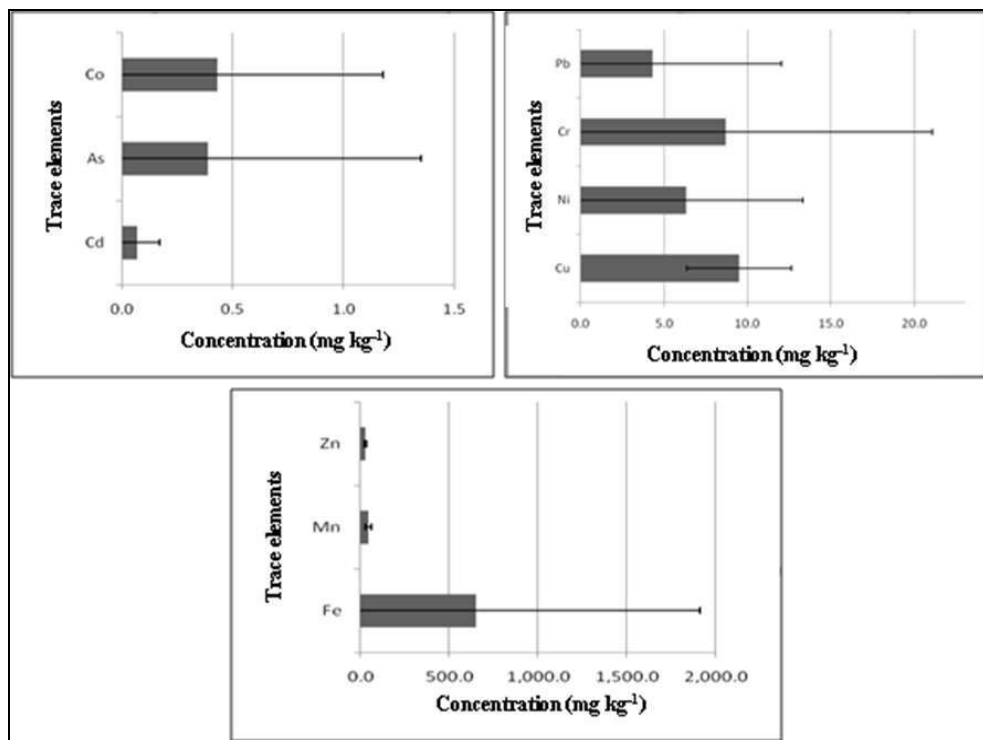 Trace elements
Co
As
Cd
0.0 0.5 1.0 1.5
Concentration (mg kg⁻¹)
Trace elements
Pb
Cr
Ni
Cu
0.0 5.0 10.0 15.0 20.0
Concentration (mg kg⁻¹)
Trace elements
Zn
Mn
Fe
0.0 500.0 1,000.0 1,500.0 2,000.0
Concentration (mg kg⁻¹)